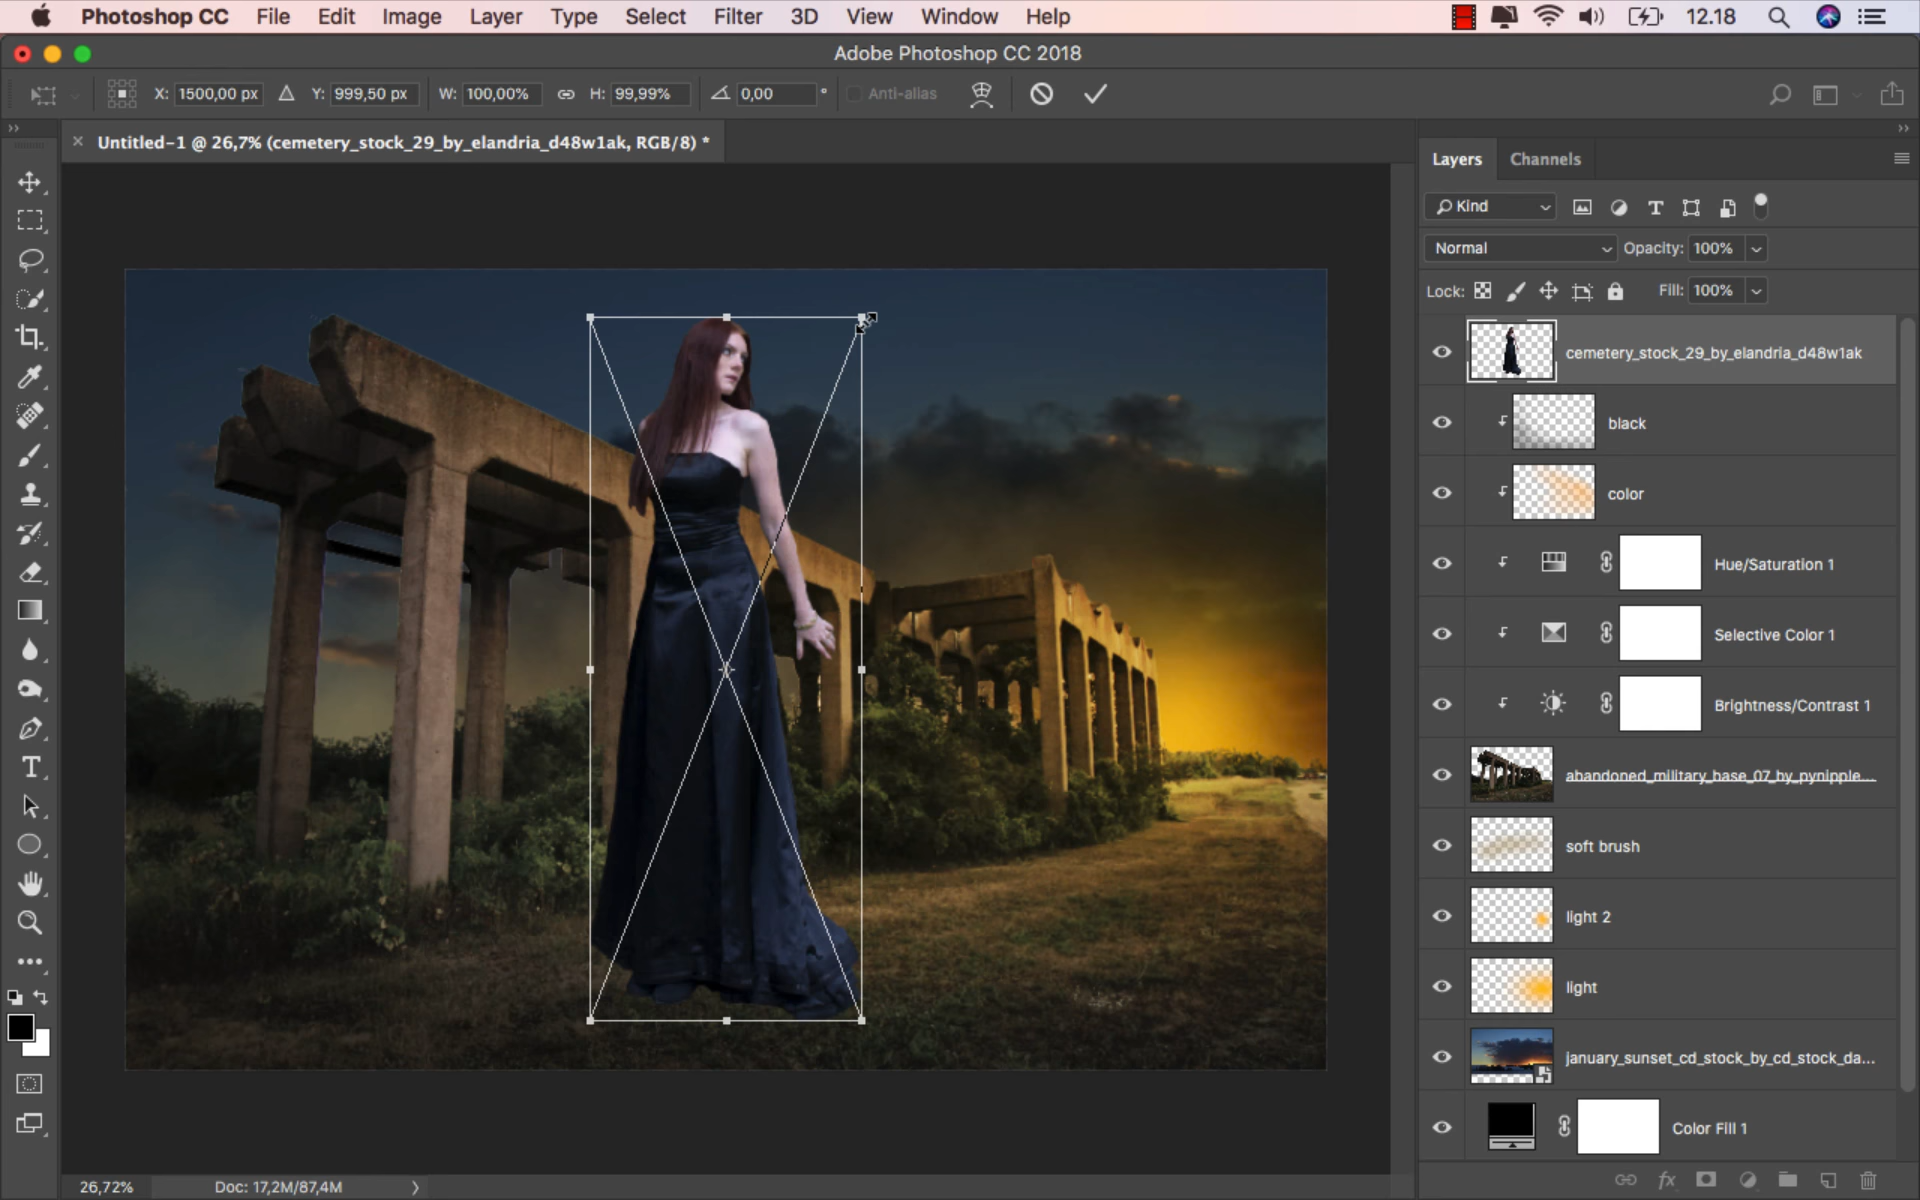 Photoshop CC File Edit Image Layer Type Select Filter 3D View Window Help 12.18
Adobe Photoshop CC 2018
X: 1500,00 px Y: 999,50 px W: 100,00% H: 99,99% 0,00 ° Anti-alias
Untitled-1 @ 26,7% (cemetery_stock_29_by_elandria_d48w1ak, RGB/8) *
Layers Channels
Kind
Normal Opacity: 100%
Lock: Fill: 100%
cemetery_stock_29_by_elandria_d48w1ak
black
color
Hue/Saturation 1
Selective Color 1
Brightness/Contrast 1
abandoned_military_base_07_by_pynipple...
soft brush
light 2
light
january_sunset_cd_stock_by_cd_stock_da...
Color Fill 1
26,72% Doc: 17,2M/87,4M